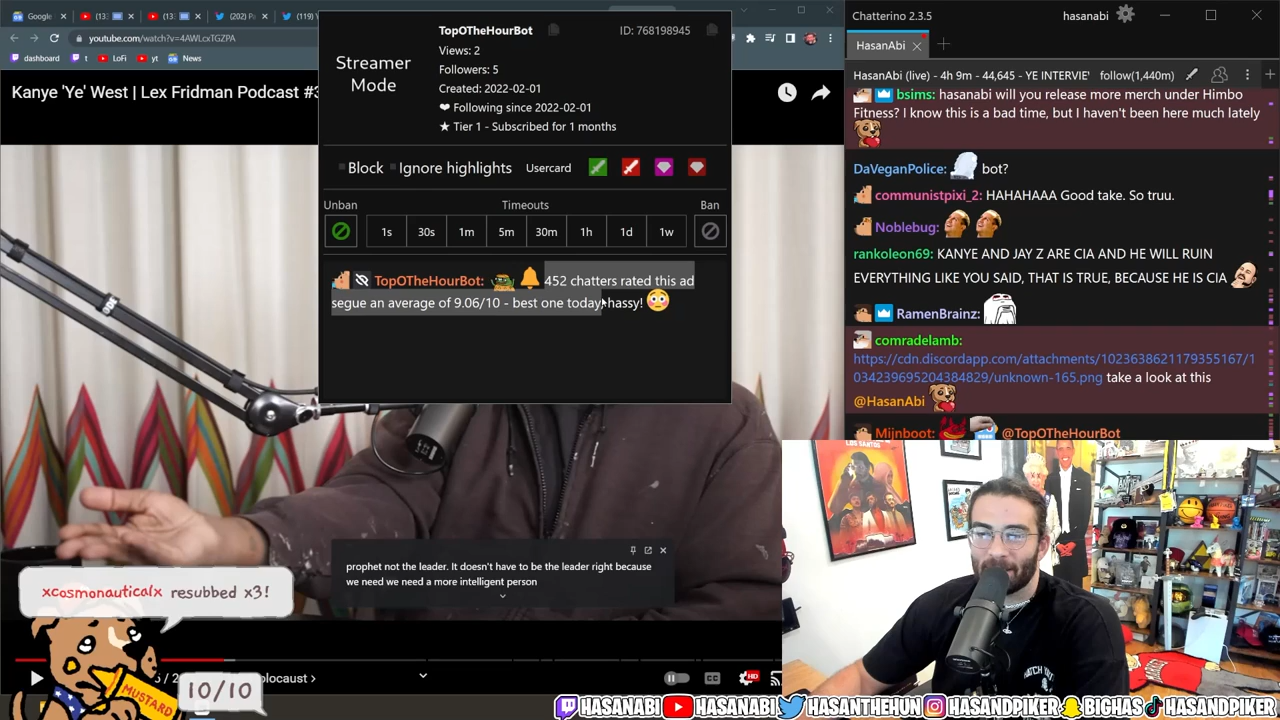 Google
(13
(13
(202) P
(119)
youtube.com/watch?v=4AWLcxTGZPA
dashboard
t
LoFi
yt
News
Kanye 'Ye' West | Lex Fridman Podcast #3
TopOTheHourBot
ID: 768198945
Streamer
Mode
Views: 2
Followers: 5
Created: 2022-02-01
❤ Following since 2022-02-01
★ Tier 1 - Subscribed for 1 months
Block
Ignore highlights
Usercard
Unban
Timeouts
Ban
1s
30s
1m
5m
30m
1h
1d
1w
TopOTheHourBot: 452 chatters rated this ad
segue an average of 9.06/10 - best one today, hassy!
prophet not the leader. It doesn't have to be the leader right because
we need we need a more intelligent person
xcosmonauticalx resubbed x3!
MUSTARD
10/10
olocaust >
CC
HD
Chatterino 2.3.5
hasanabi
HasanAbi
HasanAbi (live) - 4h 9m - 44,645 - YE INTERVIE'
follow(1,440m)
bsims: hasanabi will you release more merch under Himbo
Fitness? I know this is a bad time, but I haven't been here much lately
DaVeganPolice: bot?
communistpixi_2: HAHAHAAA Good take. So truu.
Noblebug:
rankoleon69: KANYE AND JAY Z ARE CIA AND HE WILL RUIN
EVERYTHING LIKE YOU SAID, THAT IS TRUE, BECAUSE HE IS CIA
RamenBrainz:
comradelamb:
https://cdn.discordapp.com/attachments/1023638621179355167/1
034239695204384829/unknown-165.png take a look at this
@HasanAbi
Mijnboot: @TopOTheHourBot
HASANABI
HASANABI
HASANTHEHUN
HASANDPIKER
BIGHAS
HASANDPIKER